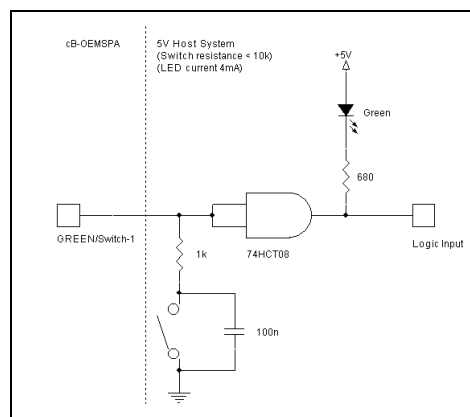 cB-OEMSPA
5V Host System
(Switch resistance < 10k)
(LED current 4mA)
+5V
Green
680
GREEN/Switch-1
74HCT08
Logic Input
1k
100n